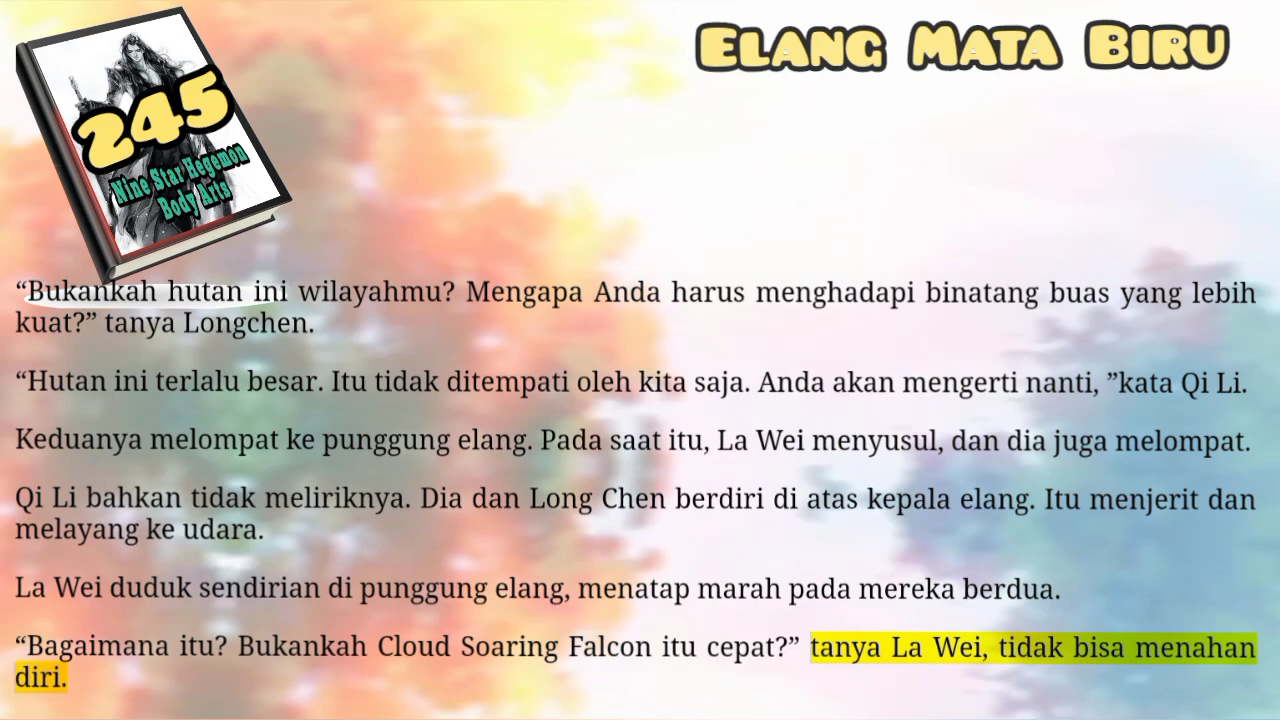 Elang Mata Biru
245
Nine Star Hegemon
Body Arts
“Bukankah hutan ini wilayahmu? Mengapa Anda harus menghadapi binatang buas yang lebih
kuat?” tanya Longchen.
“Hutan ini terlalu besar. Itu tidak ditempati oleh kita saja. Anda akan mengerti nanti, ”kata Qi Li.
Keduanya melompat ke punggung elang. Pada saat itu, La Wei menyusul, dan dia juga melompat.
Qi Li bahkan tidak meliriknya. Dia dan Long Chen berdiri di atas kepala elang. Itu menjerit dan
melayang ke udara.
La Wei duduk sendirian di punggung elang, menatap marah pada mereka berdua.
“Bagaimana itu? Bukankah Cloud Soaring Falcon itu cepat?” tanya La Wei, tidak bisa menahan
diri.